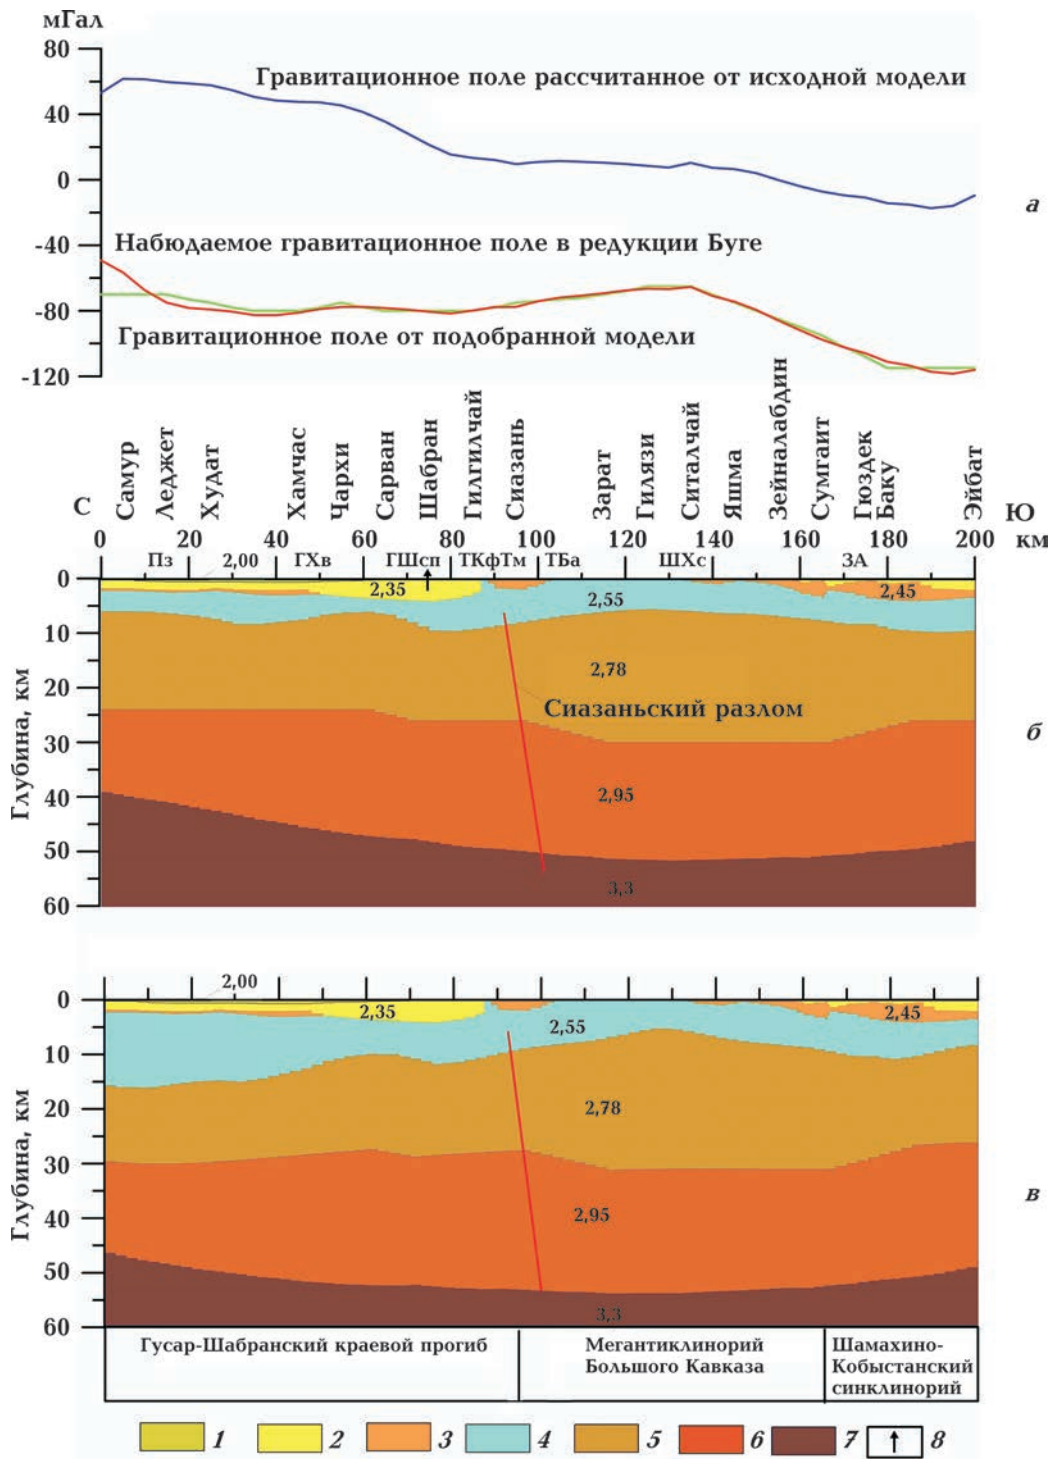 мГал
80
Гравитационное поле рассчитанное от исходной модели
40
0
а
-40
Набюдаемое гравитационное поле в редукции Буге
-80
Гравитационное поле от подобранной модели
-120
С Самур Леджет Худат Хамчас Чархи Сарван Шабран Гилгилчай Сиазань Зарат Гилязи Ситалчай Яшма Зейналабдин Сумгаит Гюздек Баку Эйбат Ю
0 20 40 60 80 100 120 140 160 180 200 км
Пз 2,00 ГХв ГШсп ТКфТм ТБа ШХс ЗА
0
2,35 2,55 2,45
10
2,78
20
Сиазаньский разлом
30
б
2,95
40
50
3,3
60
Глубина, км
2,00
0
2,35 2,55 2,45
10
2,78
20
30
в
2,95
40
50
3,3
60
Глубина, км
Гусар-Шабранский краевой прогиб
Мегантиклинорий
Большого Кавказа
Шамахино-
Кобыстанский
синклинорий
1 2 3 4 5 6 7 8